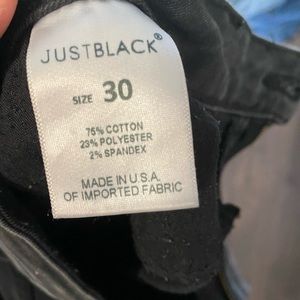 JUSTBLACK®
SIZE 30
75% COTTON
23% POLYESTER
2% SPANDEX
MADE IN U.S.A.
OF IMPORTED FABRIC